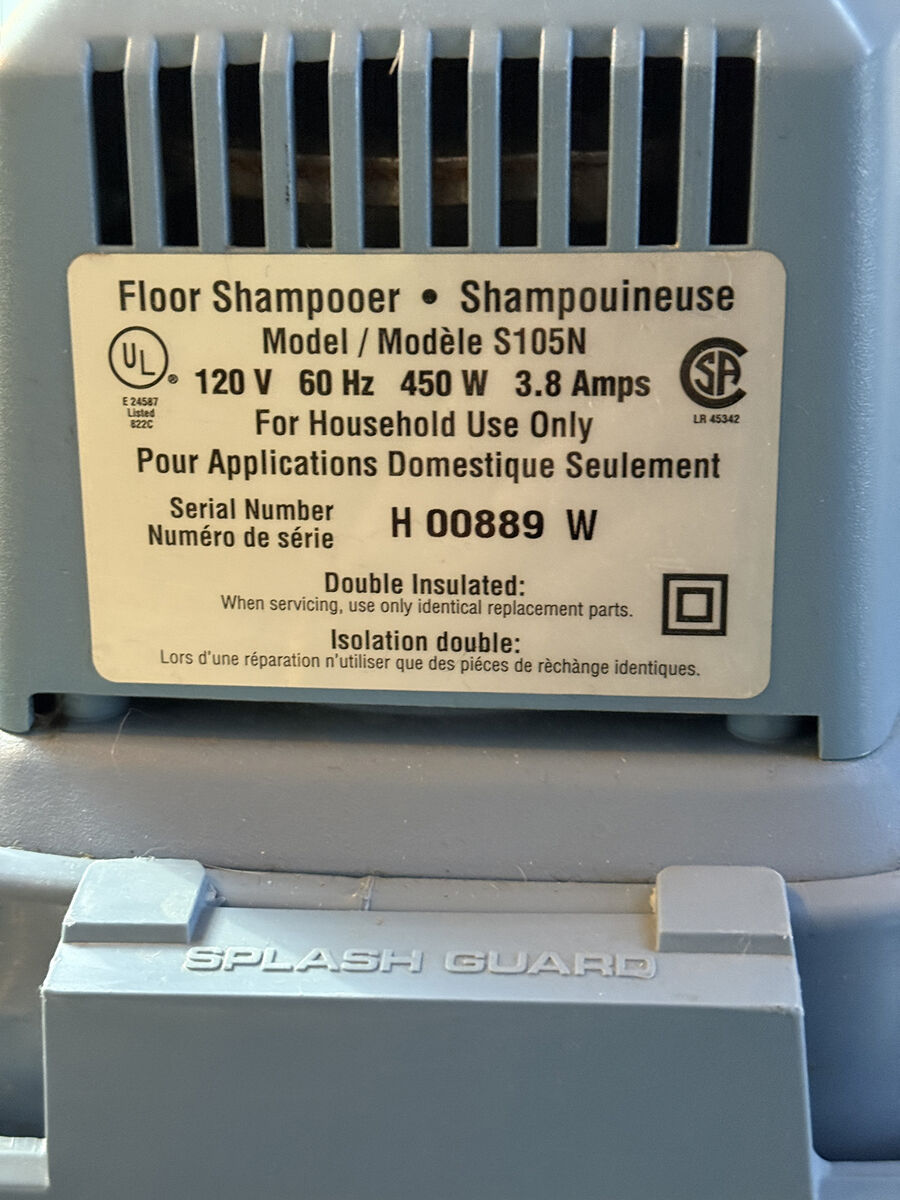 Floor Shampooer • Shampouineuse
Model / Modèle S105N
UL ®
120 V 60 Hz 450 W 3.8 Amps
SA
E 24587
Listed
822C
LR 45342
For Household Use Only
Pour Applications Domestique Seulement
Serial Number
Numéro de série
H 00889 W
Double Insulated:
When servicing, use only identical replacement parts.
Isolation double:
Lors d'une réparation n'utiliser que des piéces de rèchànge identiques.
SPLASH GUARD